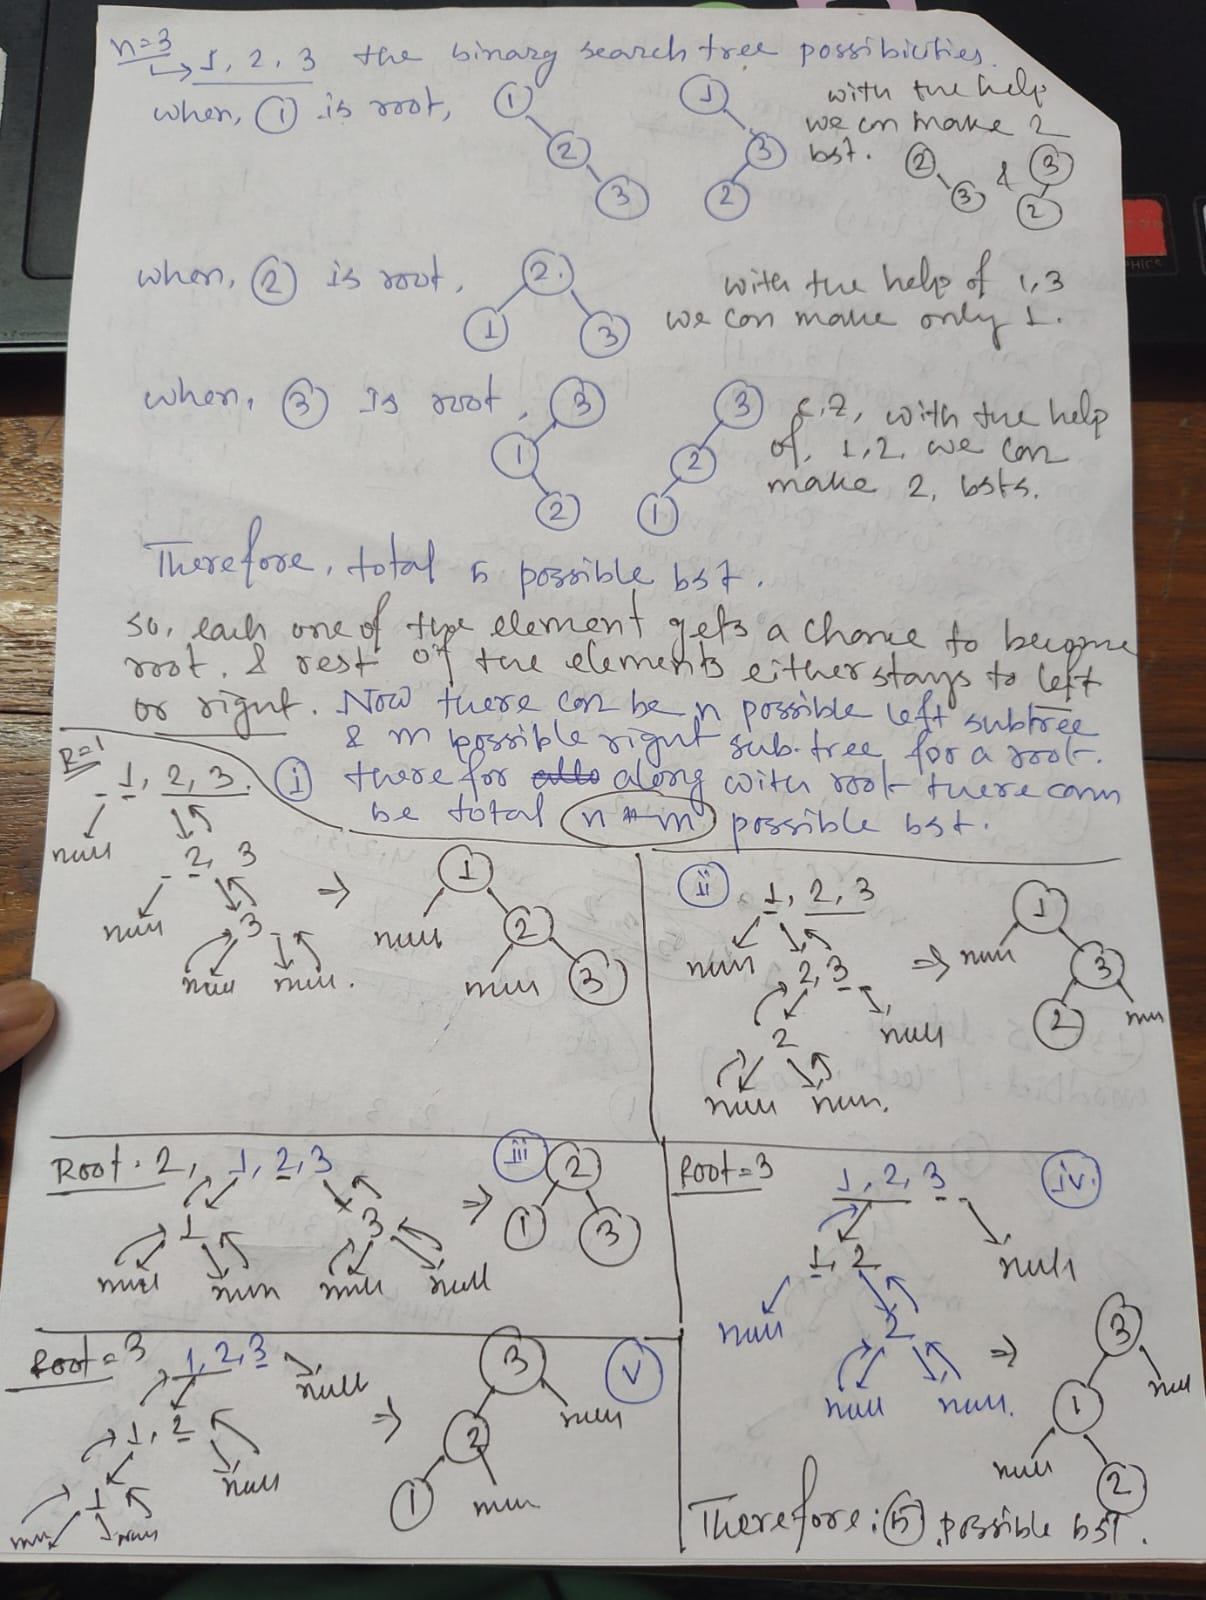 n=3
→ 1, 2, 3 the binary search tree possibilities.
when, ① is root,
1
2
3
1
3
2
with the help
we can make 2
bst.
2
3
&
3
2
when, ② is root,
2.
1
3
with the help of 1,3
we can make only 1.
when, ③ is root,
3
1
2
3
2
1
2, with the help
of, 1,2, we can
make 2, bsts.
Therefore, total 5 possible bst.
so, each one of the element gets a chance to become
root. & rest of the elements either stays to left
or right. Now there can be n possible left subtree
& m possible right sub-tree for a root.
there for along with root there can
be total n * m possible bst.
R=1
1, 2, 3.
null
2, 3
null
3
null null.
⇒
1
null
2
null
3
i
ii
1, 2, 3
null
2, 3
2
null
null null.
⇒
1
null
3
2
null
Root: 2, 1, 2, 3
1
3
null null null null
⇒
iii
2
1
3
Root=3
1, 2, 3
iv.
1, 2
null
null
2
null null.
⇒
3
1
null
null
2
Root=3
1, 2, 3
null
1, 2
null
1
null null
⇒
3
2
null
1
null
v
Therefore: 5 possible bst.